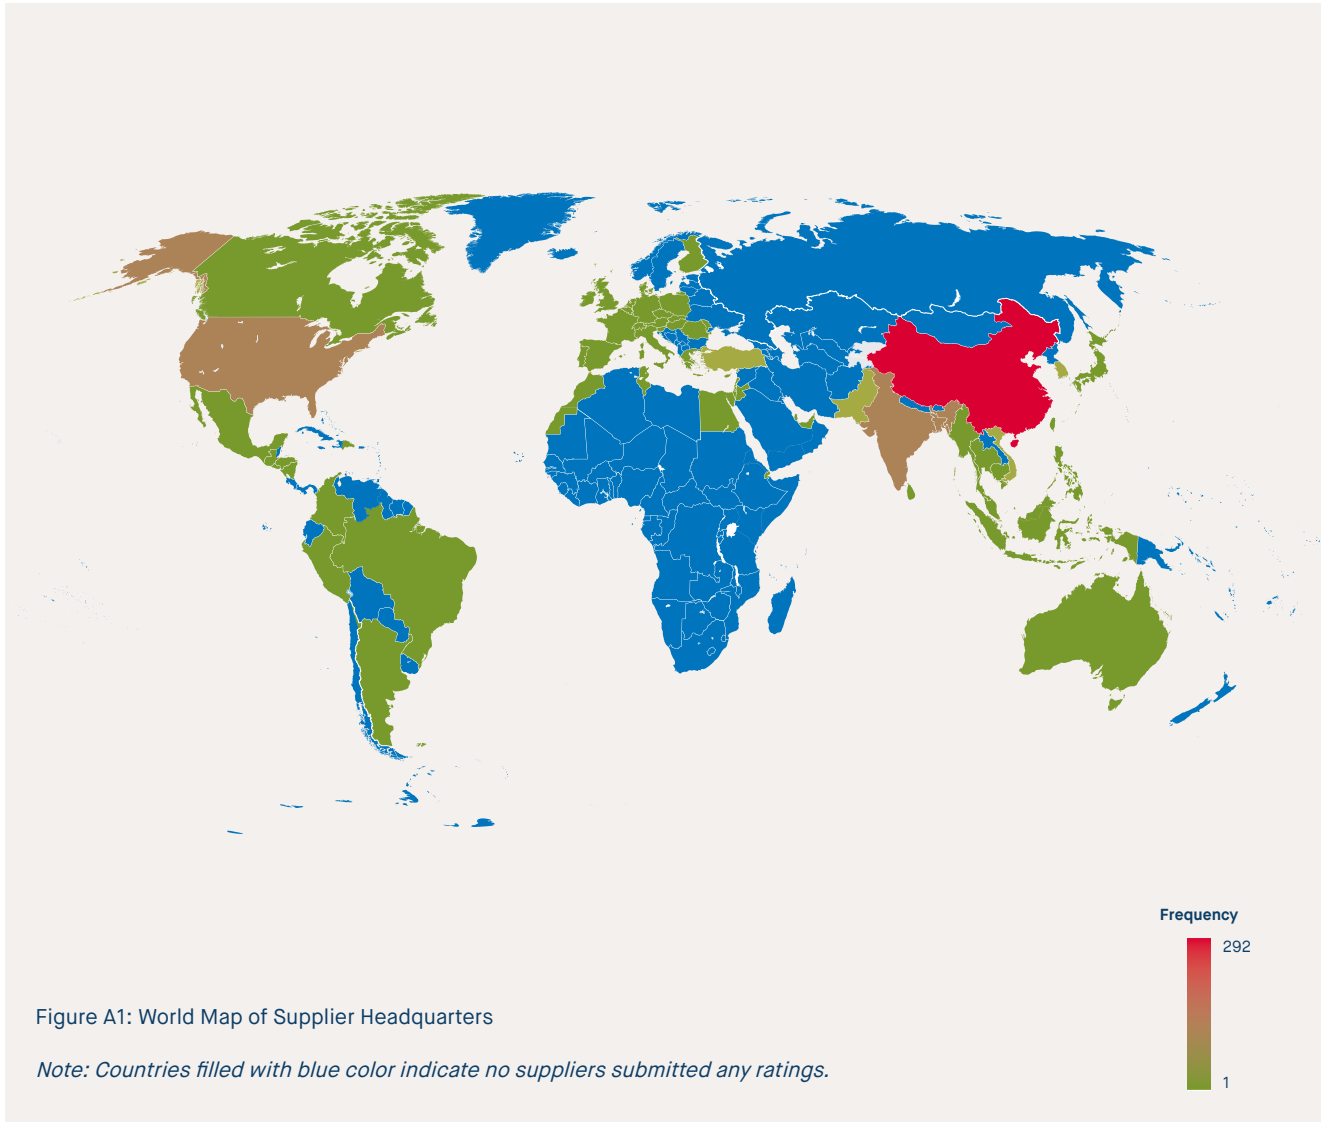 Frequency
292
1
Figure A1: World Map of Supplier Headquarters
Note: Countries filled with blue color indicate no suppliers submitted any ratings.